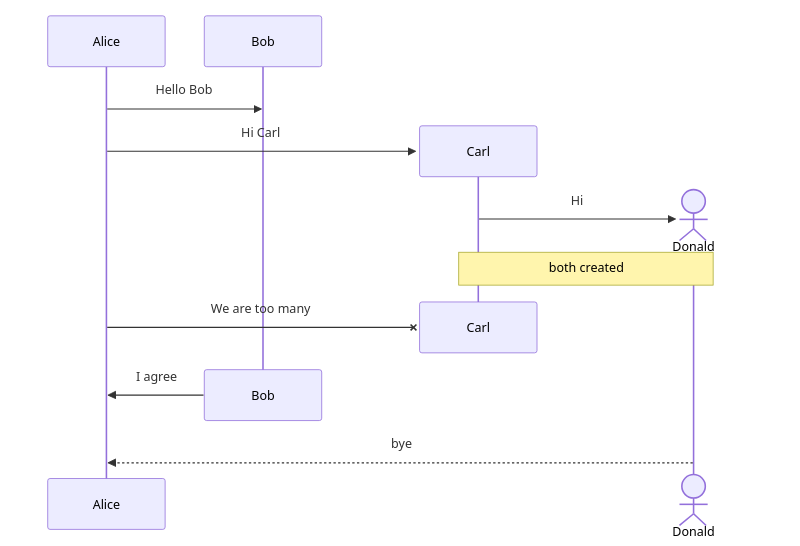 Alice
Bob
Hello Bob
Hi Carl
Carl
Hi
Donald
both created
We are too many
Carl
I agree
Bob
bye
Alice
Donald